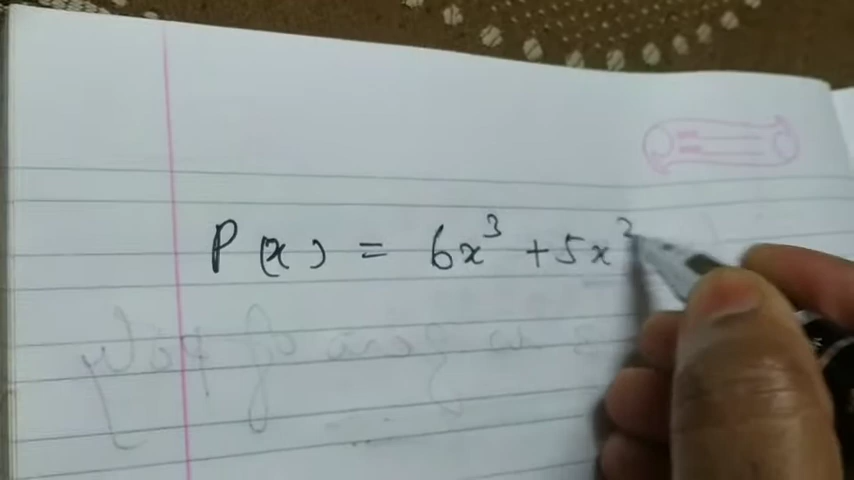 P(x) = 6x³ + 5x²